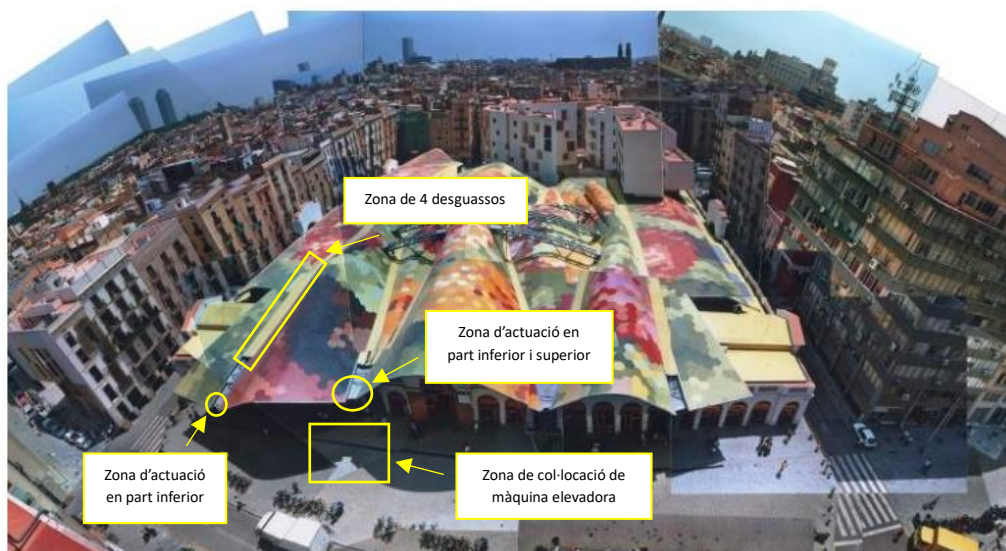 Zona de 4 desguassos
Zona d'actuació en
part inferior i superior
Zona d'actuació
en part inferior
Zona de col·locació de
màquina elevadora